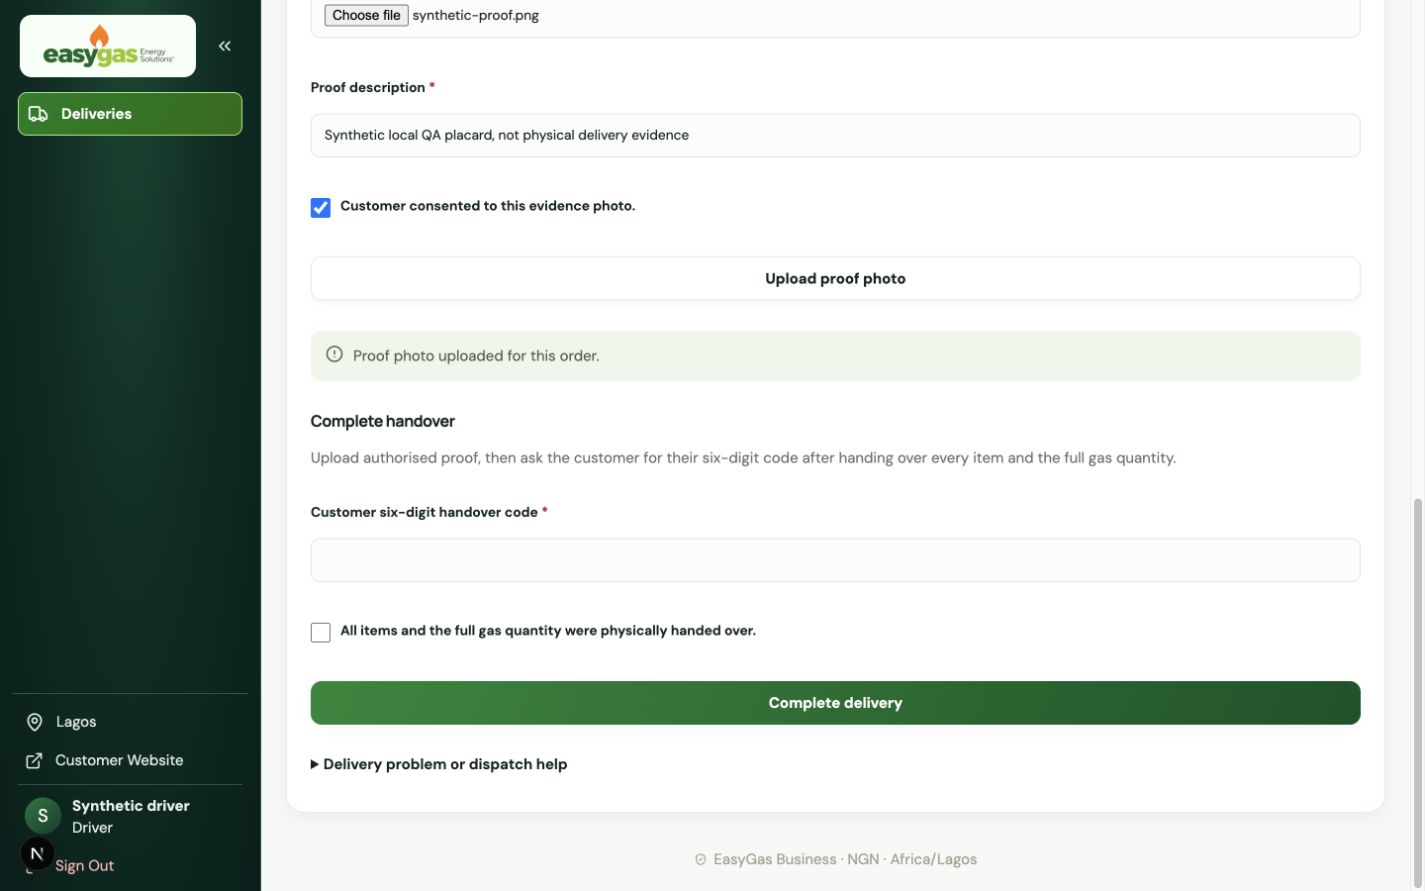 easygas Energy Solutions
Deliveries
Lagos
Customer Website
S
Synthetic driver
Driver
N
Sign Out
Choose file synthetic-proof.png
Proof description *
Synthetic local QA placard, not physical delivery evidence
Customer consented to this evidence photo.
Upload proof photo
Proof photo uploaded for this order.
Complete handover
Upload authorised proof, then ask the customer for their six-digit code after handing over every item and the full gas quantity.
Customer six-digit handover code *
All items and the full gas quantity were physically handed over.
Complete delivery
Delivery problem or dispatch help
EasyGas Business · NGN · Africa/Lagos